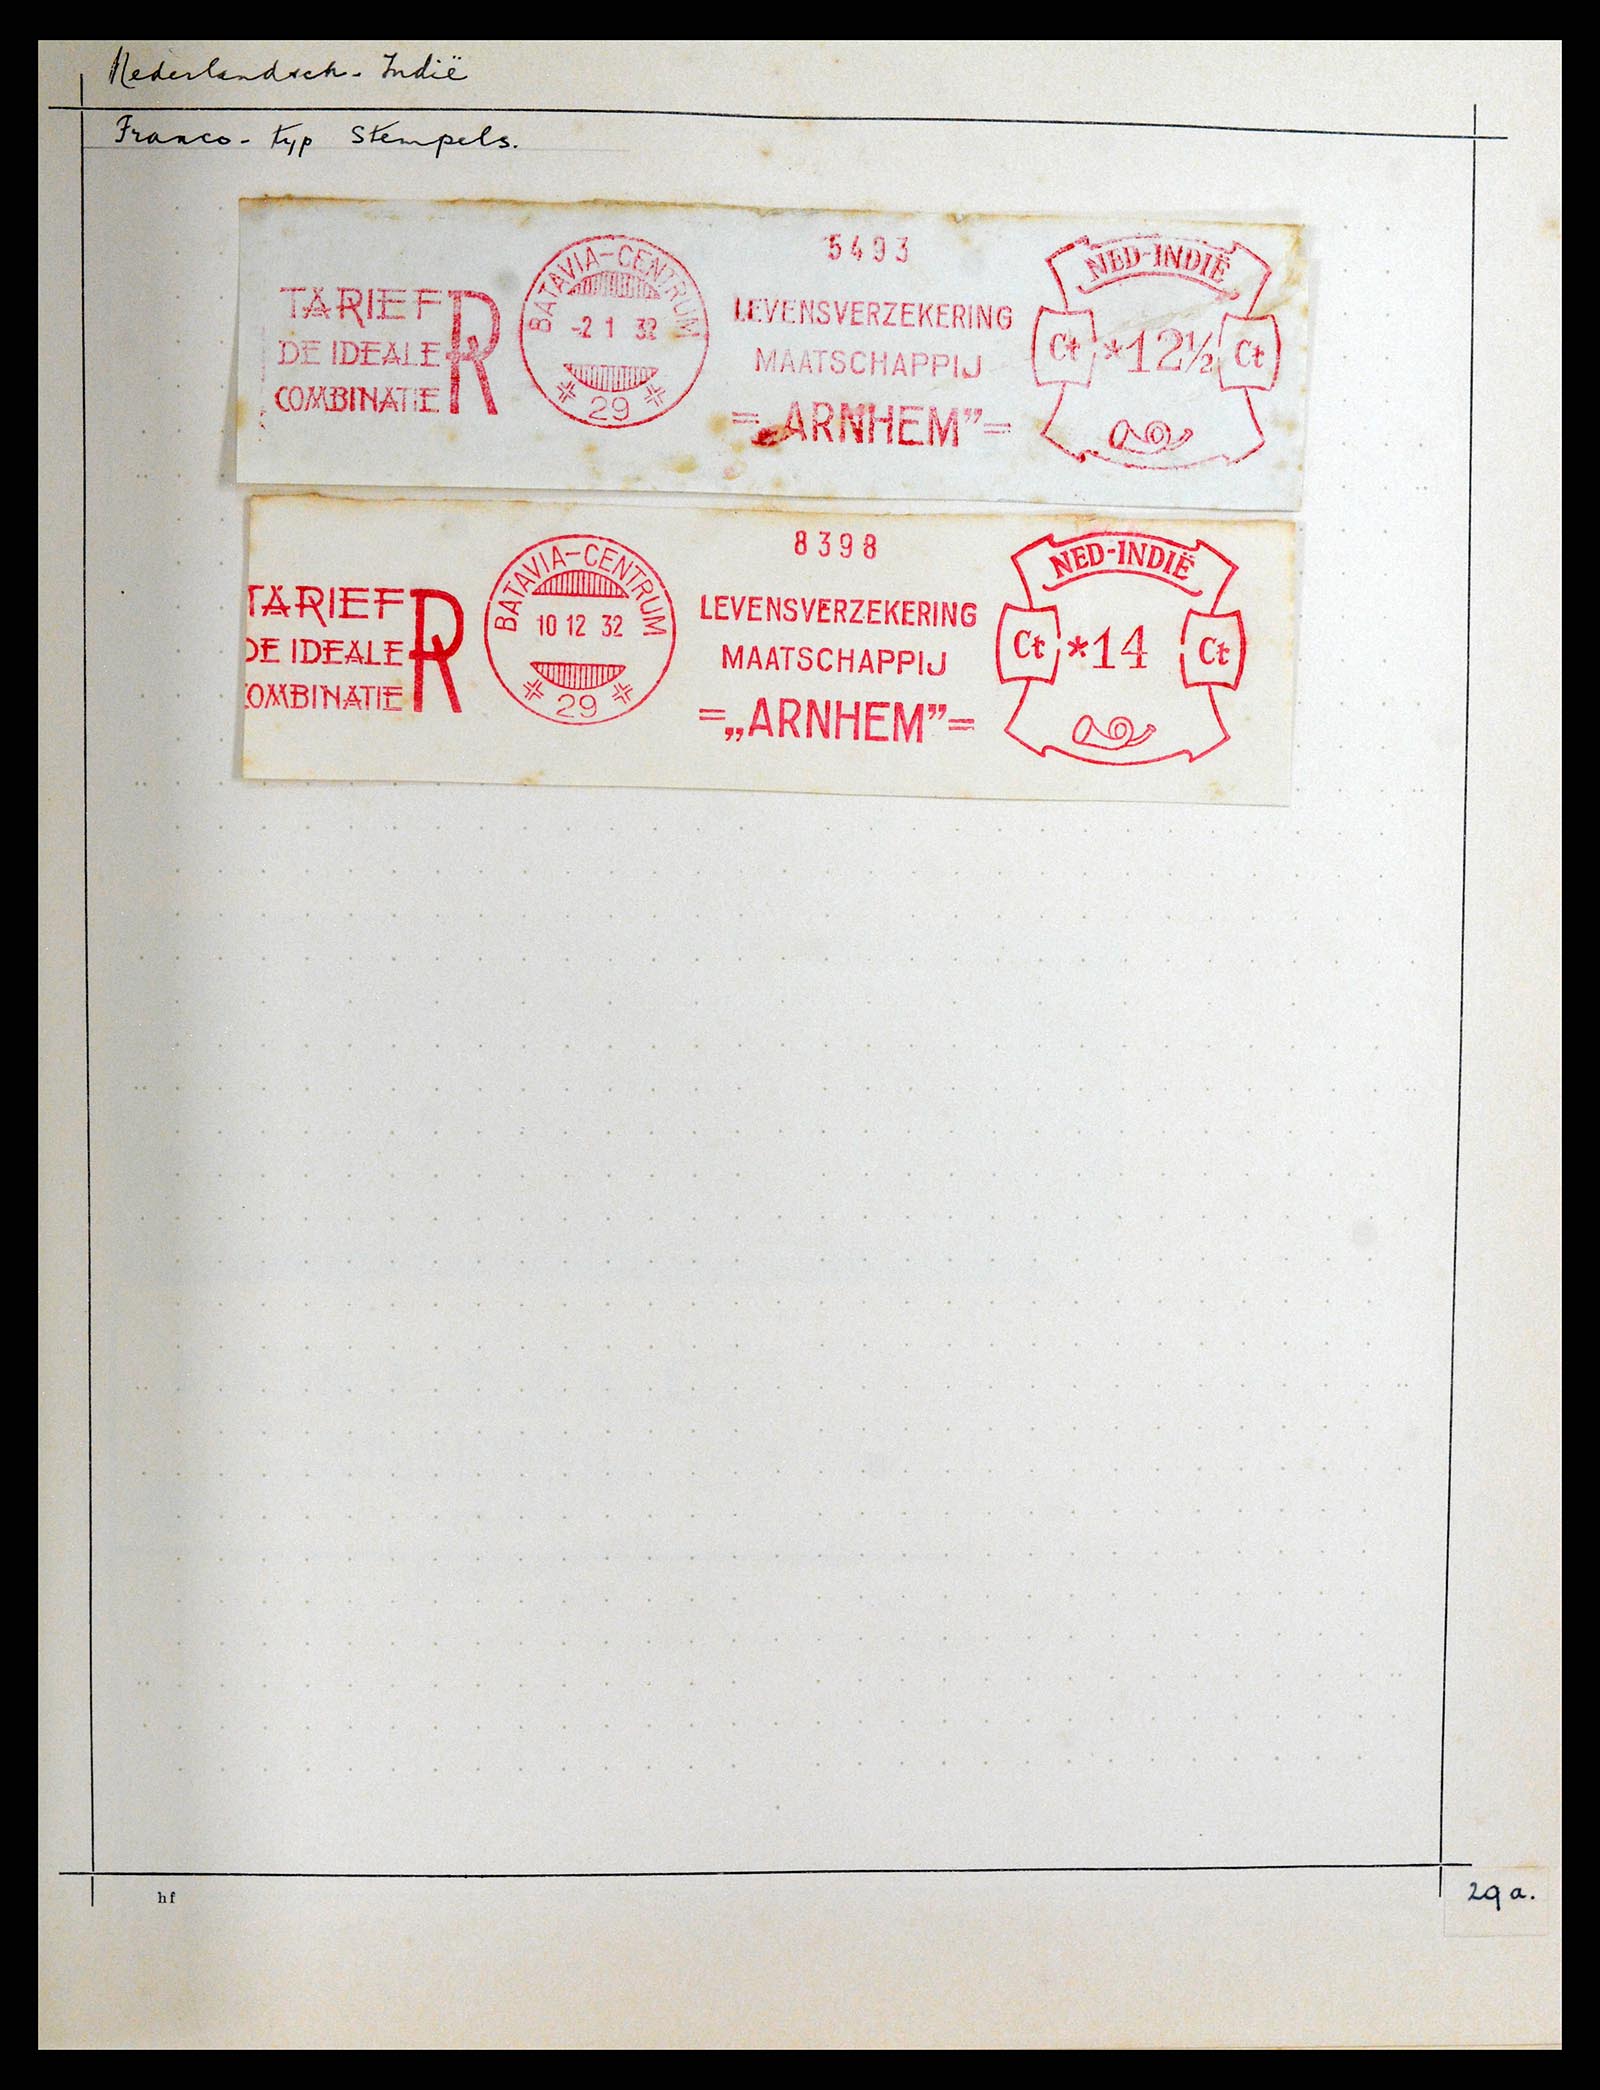 Nederlandsch-Indië
Franco-typ Stempels.
TARIEF R
DE IDEALE
COMBINATIE
BATAVIA-CENTRUM
-2 1 32
29
5493
LEVENSVERZEKERING
MAATSCHAPPIJ
=„ARNHEM”=
NED-INDIË
Ct *12½ Ct
TARIEF R
DE IDEALE
COMBINATIE
BATAVIA-CENTRUM
10 12 32
29
8398
LEVENSVERZEKERING
MAATSCHAPPIJ
=„ARNHEM”=
NED-INDIË
Ct *14 Ct
hf
29a.